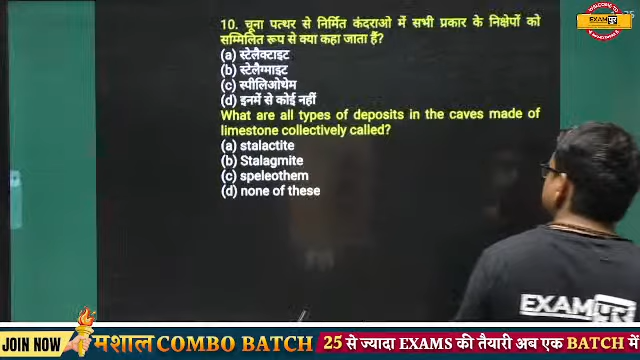 10. चूना पत्थर से निर्मित कंदराओ में सभी प्रकार के निक्षेपों को
सम्मिलित रूप से क्या कहा जाता हैं?
(a) स्टेलैक्टाइट
(b) स्टेलैग्माइट
(c) स्पीलिओथेम
(d) इनमें से कोई नहीं
What are all types of deposits in the caves made of
limestone collectively called?
(a) stalactite
(b) Stalagmite
(c) speleothem
(d) none of these
EXAMपुर
EXAMपुर
JOIN NOW मशाल COMBO BATCH 25 से ज्यादा EXAMS की तैयारी अब एक BATCH में